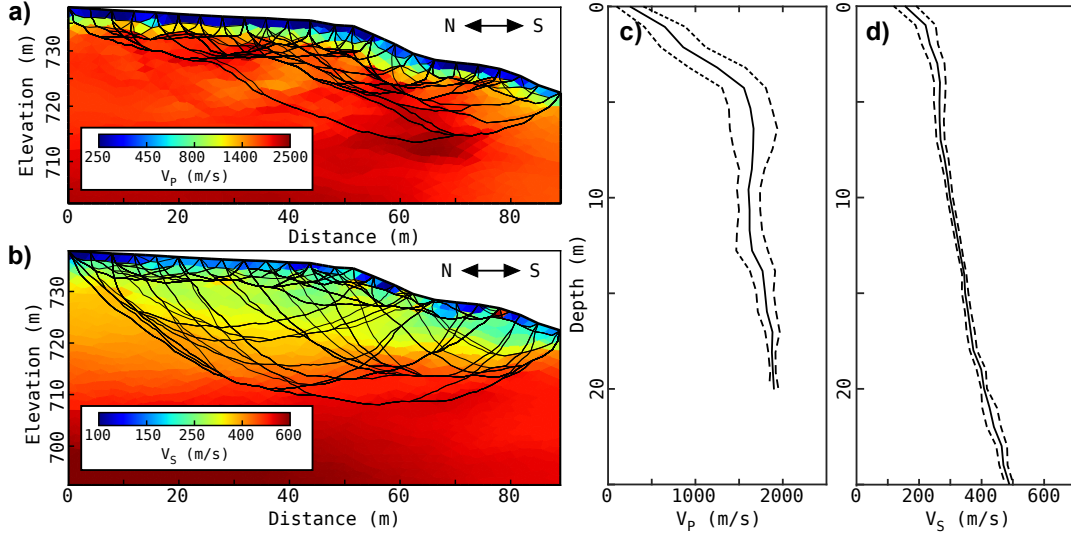 a)
N S
Elevation (m)
730
720
710
250 450 800 1400 2500
V_P (m/s)
0 20 40 60 80
Distance (m)
b)
N S
Elevation (m)
730
720
710
700
100 150 250 400 600
V_S (m/s)
0 20 40 60 80
Distance (m)
c)
0
10
20
Depth (m)
0 1000 2000
V_P (m/s)
d)
0
10
20
0 200 400 600
V_S (m/s)